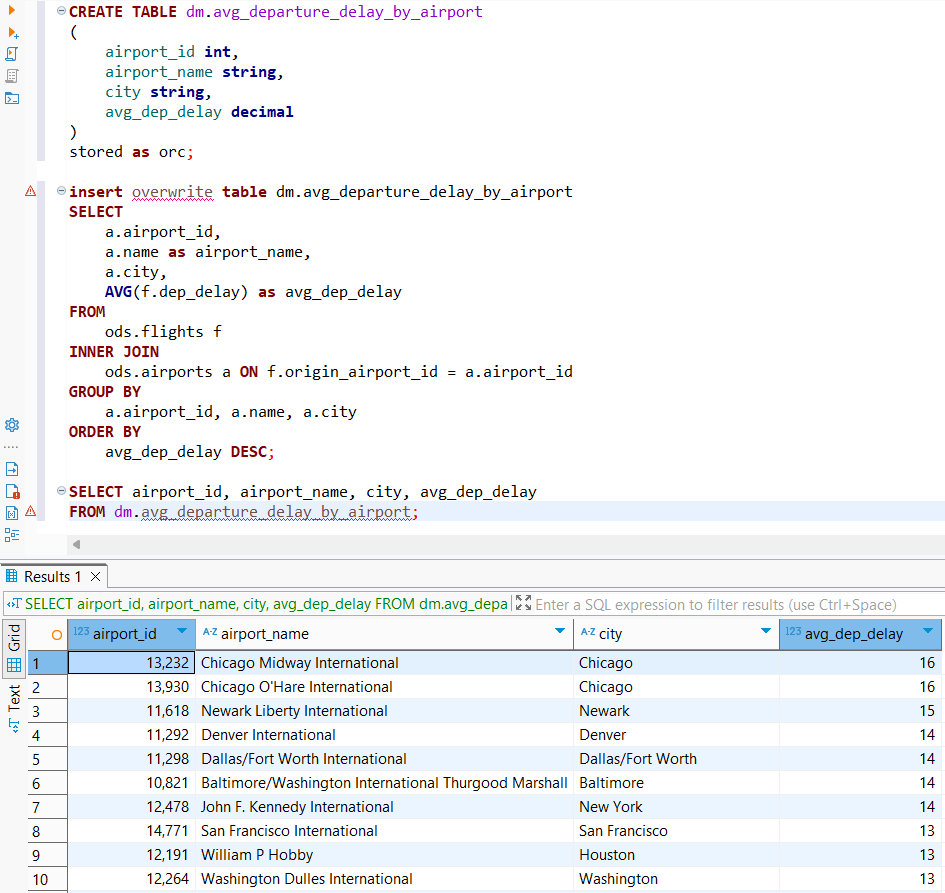 CREATE TABLE dm.avg_departure_delay_by_airport
(
airport_id int,
airport_name string,
city string,
avg_dep_delay decimal
)
stored as orc;
insert overwrite table dm.avg_departure_delay_by_airport
SELECT
a.airport_id,
a.name as airport_name,
a.city,
AVG(f.dep_delay) as avg_dep_delay
FROM
ods.flights f
INNER JOIN
ods.airports a ON f.origin_airport_id = a.airport_id
GROUP BY
a.airport_id, a.name, a.city
ORDER BY
avg_dep_delay DESC;
SELECT airport_id, airport_name, city, avg_dep_delay
FROM dm.avg_departure_delay_by_airport;
Results 1
SELECT airport_id, airport_name, city, avg_dep_delay FROM dm.avg_depa Enter a SQL expression to filter results (use Ctrl+Space)
Grid
Text
123 airport_id A-Z airport_name A-Z city 123 avg_dep_delay
1 13,232 Chicago Midway International Chicago 16
2 13,930 Chicago O'Hare International Chicago 16
3 11,618 Newark Liberty International Newark 15
4 11,292 Denver International Denver 14
5 11,298 Dallas/Fort Worth International Dallas/Fort Worth 14
6 10,821 Baltimore/Washington International Thurgood Marshall Baltimore 14
7 12,478 John F. Kennedy International New York 14
8 14,771 San Francisco International San Francisco 13
9 12,191 William P Hobby Houston 13
10 12,264 Washington Dulles International Washington 13